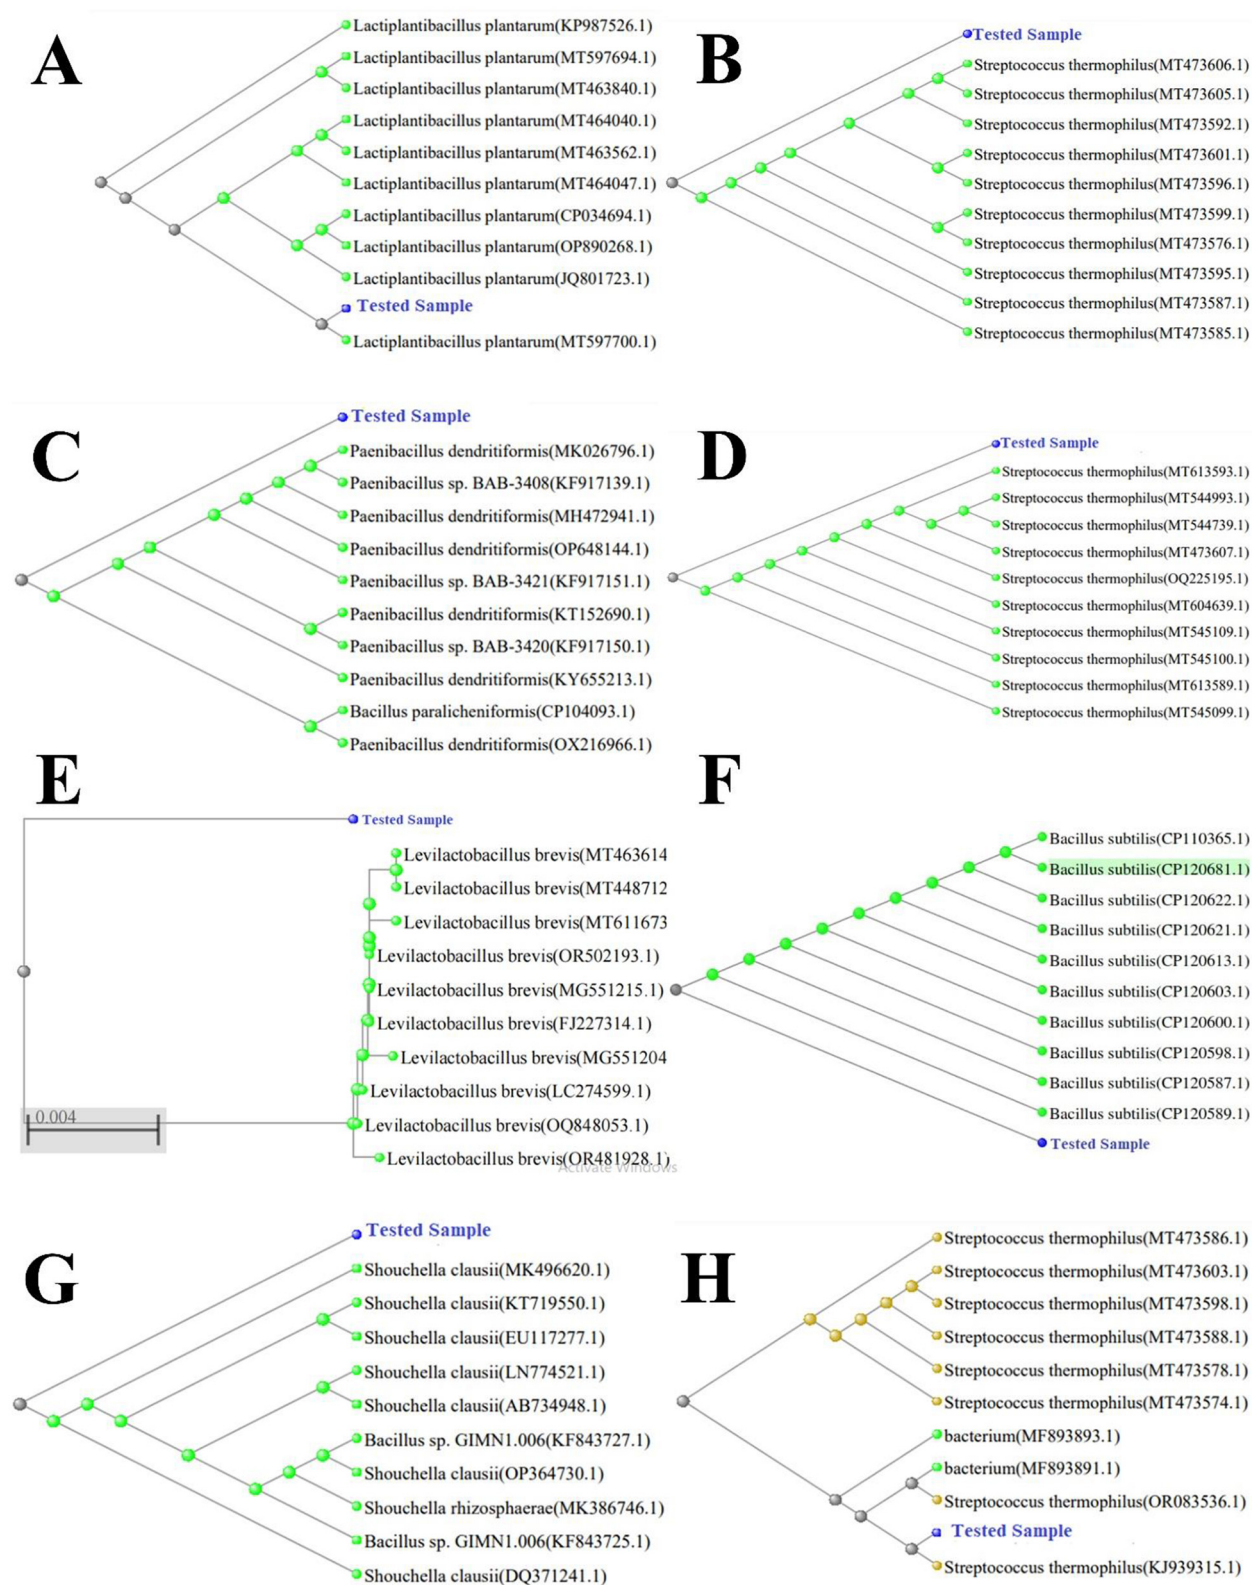 A
Lactiplantibacillus plantarum(KP987526.1)
Lactiplantibacillus plantarum(MT597694.1)
Lactiplantibacillus plantarum(MT463840.1)
Lactiplantibacillus plantarum(MT464040.1)
Lactiplantibacillus plantarum(MT463562.1)
Lactiplantibacillus plantarum(MT464047.1)
Lactiplantibacillus plantarum(CP034694.1)
Lactiplantibacillus plantarum(OP890268.1)
Lactiplantibacillus plantarum(JQ801723.1)
Tested Sample
Lactiplantibacillus plantarum(MT597700.1)
B
Tested Sample
Streptococcus thermophilus(MT473606.1)
Streptococcus thermophilus(MT473605.1)
Streptococcus thermophilus(MT473592.1)
Streptococcus thermophilus(MT473601.1)
Streptococcus thermophilus(MT473596.1)
Streptococcus thermophilus(MT473599.1)
Streptococcus thermophilus(MT473576.1)
Streptococcus thermophilus(MT473595.1)
Streptococcus thermophilus(MT473587.1)
Streptococcus thermophilus(MT473585.1)
C
Tested Sample
Paenibacillus dendritiformis(MK026796.1)
Paenibacillus sp. BAB-3408(KF917139.1)
Paenibacillus dendritiformis(MH472941.1)
Paenibacillus dendritiformis(OP648144.1)
Paenibacillus sp. BAB-3421(KF917151.1)
Paenibacillus dendritiformis(KT152690.1)
Paenibacillus sp. BAB-3420(KF917150.1)
Paenibacillus dendritiformis(KY655213.1)
Bacillus paralicheniformis(CP104093.1)
Paenibacillus dendritiformis(OX216966.1)
D
Tested Sample
Streptococcus thermophilus(MT613593.1)
Streptococcus thermophilus(MT544993.1)
Streptococcus thermophilus(MT544739.1)
Streptococcus thermophilus(MT473607.1)
Streptococcus thermophilus(OQ225195.1)
Streptococcus thermophilus(MT604639.1)
Streptococcus thermophilus(MT545109.1)
Streptococcus thermophilus(MT545100.1)
Streptococcus thermophilus(MT613589.1)
Streptococcus thermophilus(MT545099.1)
E
Tested Sample
Levilactobacillus brevis(MT463614
Levilactobacillus brevis(MT448712
Levilactobacillus brevis(MT611673
Levilactobacillus brevis(OR502193.1)
Levilactobacillus brevis(MG551215.1)
Levilactobacillus brevis(FJ227314.1)
Levilactobacillus brevis(MG551204
Levilactobacillus brevis(LC274599.1)
0.004
Levilactobacillus brevis(OQ848053.1)
Levilactobacillus brevis(OR481928.1)
Activate Windows
F
Bacillus subtilis(CP110365.1)
Bacillus subtilis(CP120681.1)
Bacillus subtilis(CP120622.1)
Bacillus subtilis(CP120621.1)
Bacillus subtilis(CP120613.1)
Bacillus subtilis(CP120603.1)
Bacillus subtilis(CP120600.1)
Bacillus subtilis(CP120598.1)
Bacillus subtilis(CP120587.1)
Bacillus subtilis(CP120589.1)
Tested Sample
G
Tested Sample
Shouchella clausii(MK496620.1)
Shouchella clausii(KT719550.1)
Shouchella clausii(EU117277.1)
Shouchella clausii(LN774521.1)
Shouchella clausii(AB734948.1)
Bacillus sp. GIMN1.006(KF843727.1)
Shouchella clausii(OP364730.1)
Shouchella rhizosphaerae(MK386746.1)
Bacillus sp. GIMN1.006(KF843725.1)
Shouchella clausii(DQ371241.1)
H
Streptococcus thermophilus(MT473586.1)
Streptococcus thermophilus(MT473603.1)
Streptococcus thermophilus(MT473598.1)
Streptococcus thermophilus(MT473588.1)
Streptococcus thermophilus(MT473578.1)
Streptococcus thermophilus(MT473574.1)
bacterium(MF893893.1)
bacterium(MF893891.1)
Streptococcus thermophilus(OR083536.1)
Tested Sample
Streptococcus thermophilus(KJ939315.1)